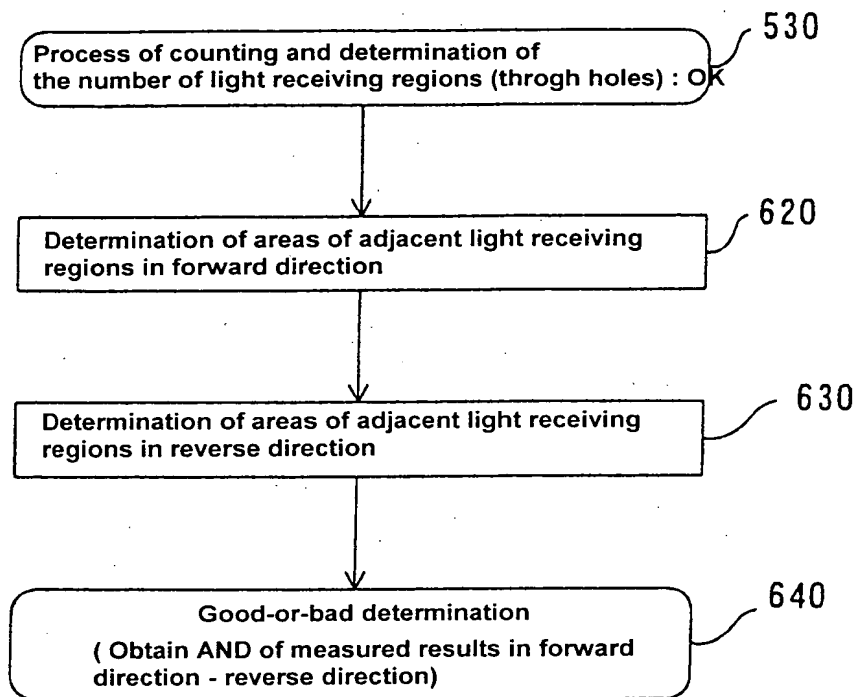 530
Process of counting and determination of
the number of light receiving regions (throgh holes) : OK
620
Determination of areas of adjacent light receiving
regions in forward direction
630
Determination of areas of adjacent light receiving
regions in reverse direction
640
Good-or-bad determination
( Obtain AND of measured results in forward
direction - reverse direction)